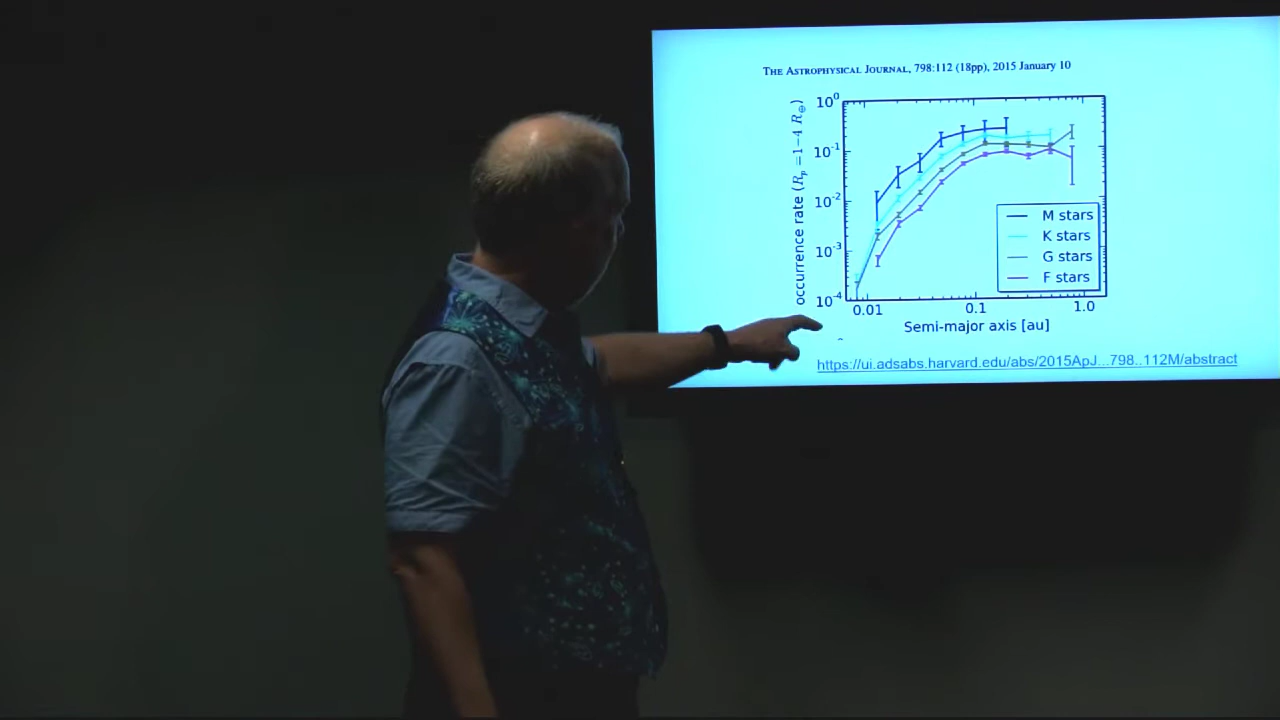 THE ASTROPHYSICAL JOURNAL, 798:112 (18pp), 2015 January 10
occurrence rate (Rₚ =1−4 R⊕)
10⁰
10⁻¹
10⁻²
10⁻³
10⁻⁴
M stars
K stars
G stars
F stars
0.01 0.1 1.0
Semi-major axis [au]
https://ui.adsabs.harvard.edu/abs/2015ApJ...798..112M/abstract